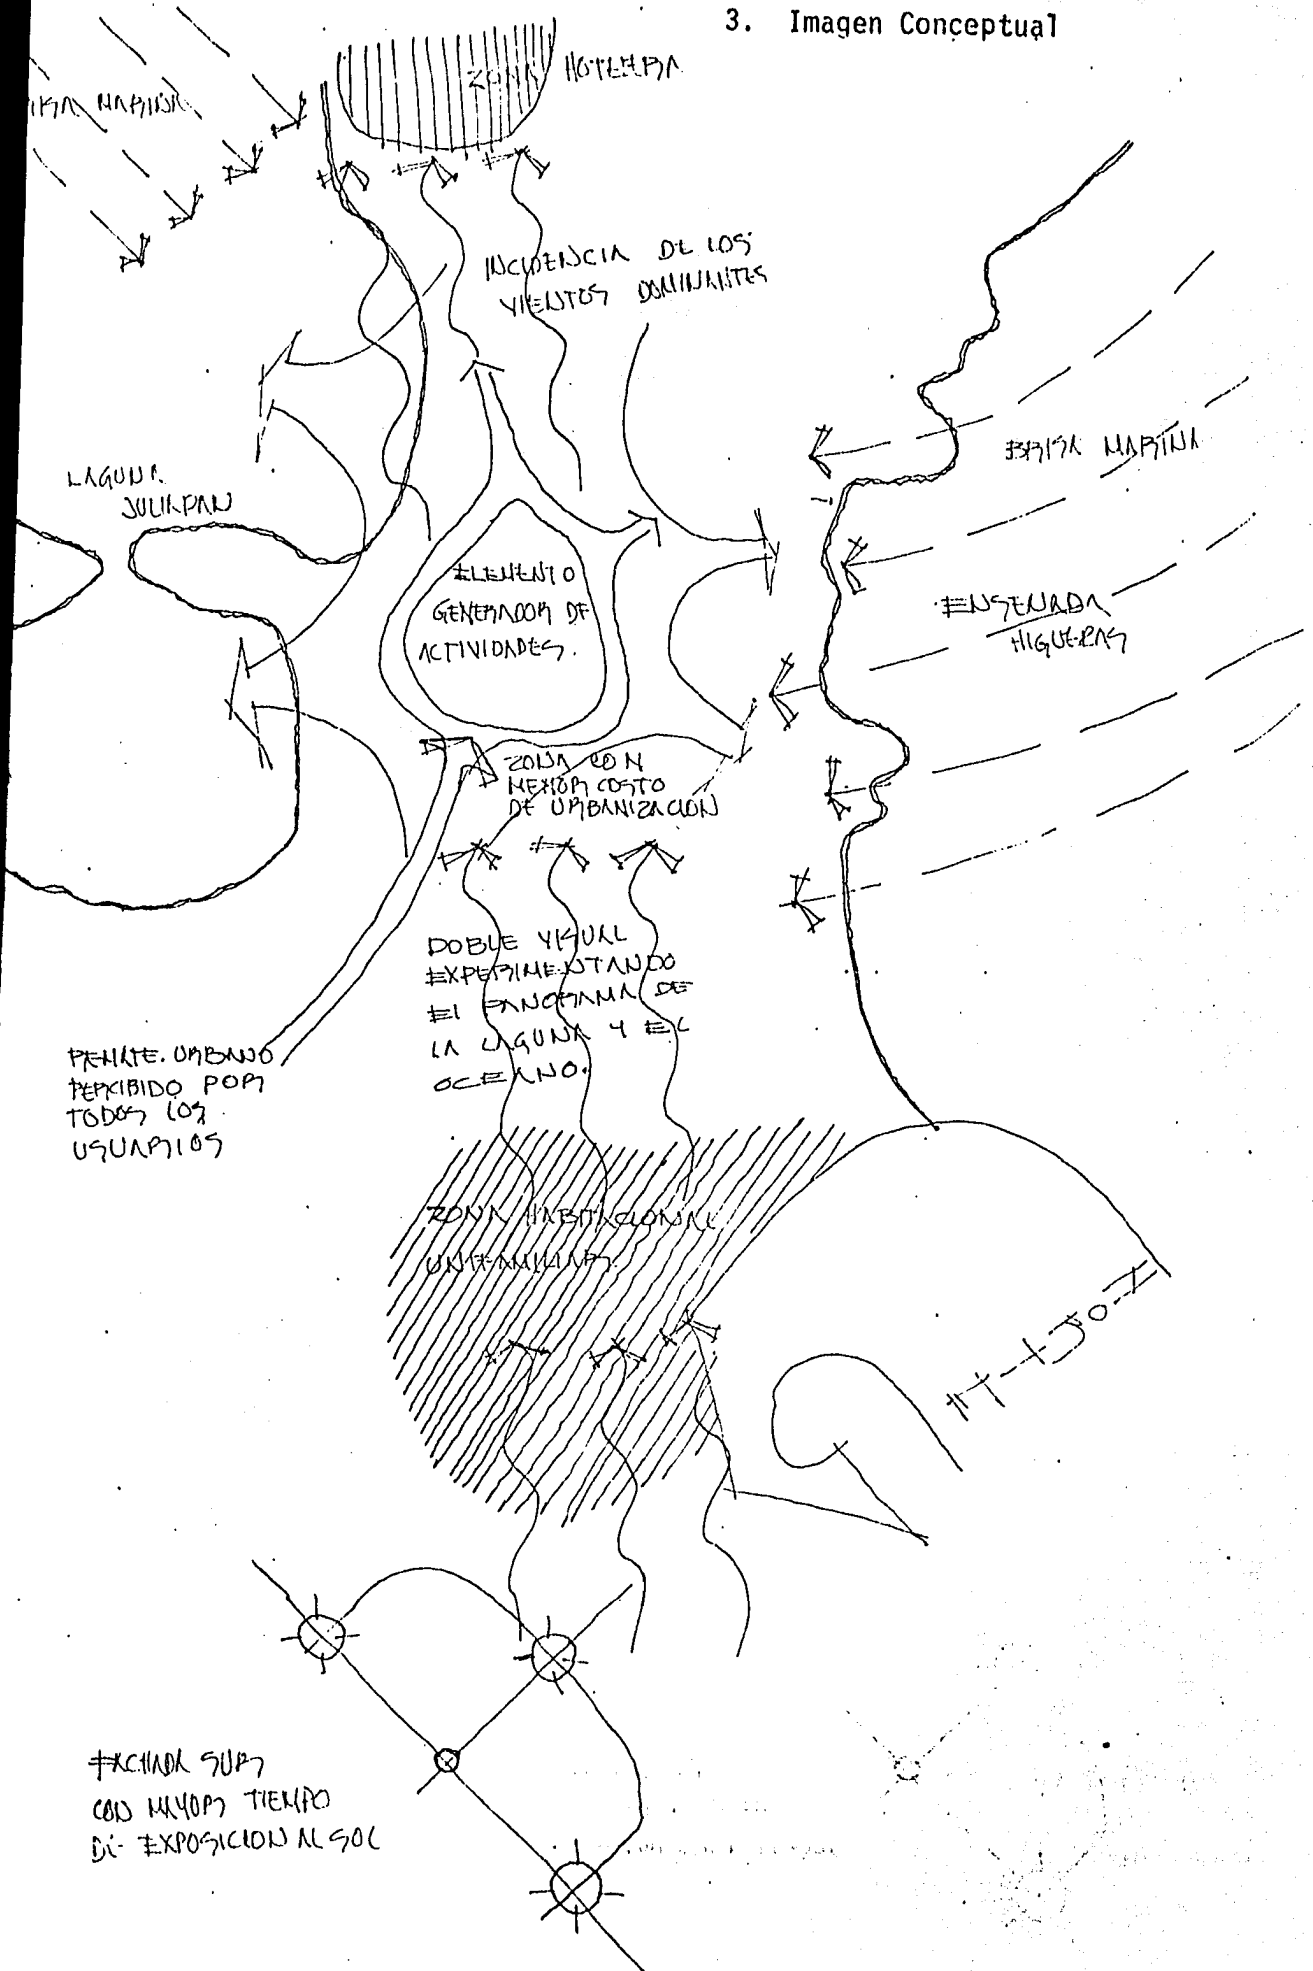 3. Imagen Conceptual
ZONA HOTELERA
MARINA
INCIDENCIA DE LOS
VIENTOS DOMINANTES
BRISA MARINA
LAGUNA
JULIAPAN
ELEMENTO
GENERADOR DE
ACTIVIDADES.
ENSENADA
HIGUERAS
ZONA CON
MENOR COSTO
DE URBANIZACION
DOBLE VISUAL
EXPERIMENTANDO
El PANORAMA DE
LA LAGUNA Y EL
OCEANO.
REMATE URBANO
PERCIBIDO POR
TODOS LOS
USUARIOS
ZONA HABITACIONAL
UNIFAMILIAR.
FACHADA SUR
CON MAYOR TIEMPO
DE EXPOSICION AL SOL